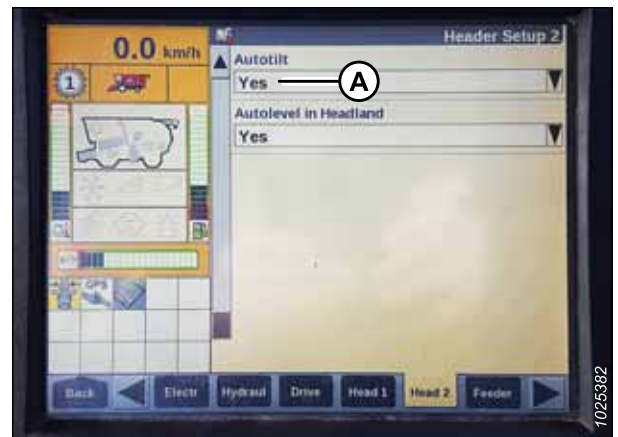 0.0 km/h
Header Setup 2
Autotilt
Yes
A
1
Autolevel in Headland
Yes
GPS
Back
Electr
Hydraul
Drive
Head 1
Head 2
Feeder
1025382